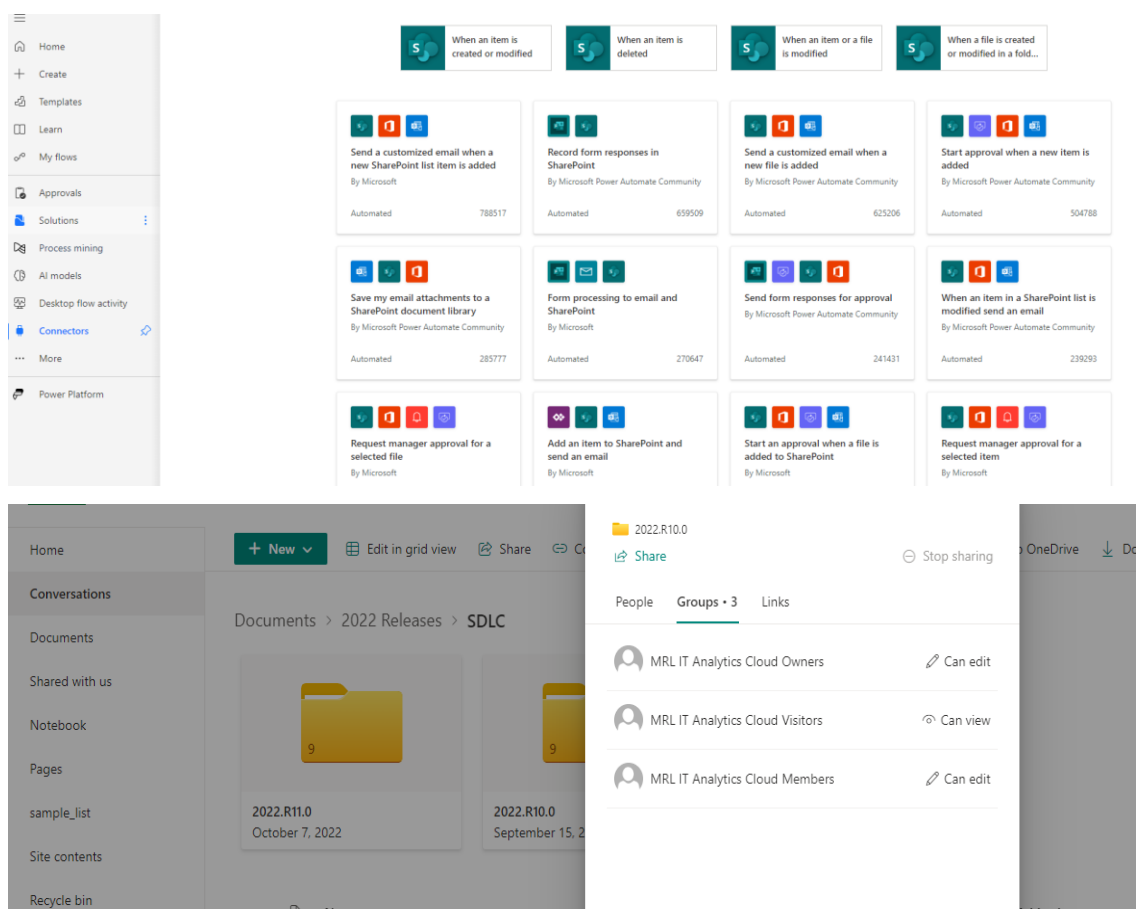 Home
Create
Templates
Learn
My flows
Approvals
Solutions
Process mining
AI models
Desktop flow activity
Connectors
More
Power Platform
When an item is
created or modified
When an item is
deleted
When an item or a file
is modified
When a file is created
or modified in a fold...
Send a customized email when a
new SharePoint list item is added
By Microsoft
Automated 788517
Record form responses in
SharePoint
By Microsoft Power Automate Community
Automated 659509
Send a customized email when a
new file is added
By Microsoft Power Automate Community
Automated 625206
Start approval when a new item is
added
By Microsoft Power Automate Community
Automated 504788
Save my email attachments to a
SharePoint document library
By Microsoft Power Automate Community
Automated 285777
Form processing to email and
SharePoint
By Microsoft
Automated 270647
Send form responses for approval
By Microsoft Power Automate Community
Automated 241431
When an item in a SharePoint list is
modified send an email
By Microsoft Power Automate Community
Automated 239293
Request manager approval for a
selected file
By Microsoft
Add an item to SharePoint and
send an email
By Microsoft
Start an approval when a file is
added to SharePoint
By Microsoft
Request manager approval for a
selected item
By Microsoft
Home
Conversations
Documents
Shared with us
Notebook
Pages
sample_list
Site contents
Recycle bin
+ New Edit in grid view Share
Documents > 2022 Releases > SDLC
9
2022.R11.0
October 7, 2022
9
2022.R10.0
September 15, 2
2022.R10.0
Share Stop sharing
People Groups • 3 Links
MRL IT Analytics Cloud Owners Can edit
MRL IT Analytics Cloud Visitors Can view
MRL IT Analytics Cloud Members Can edit
OneDrive